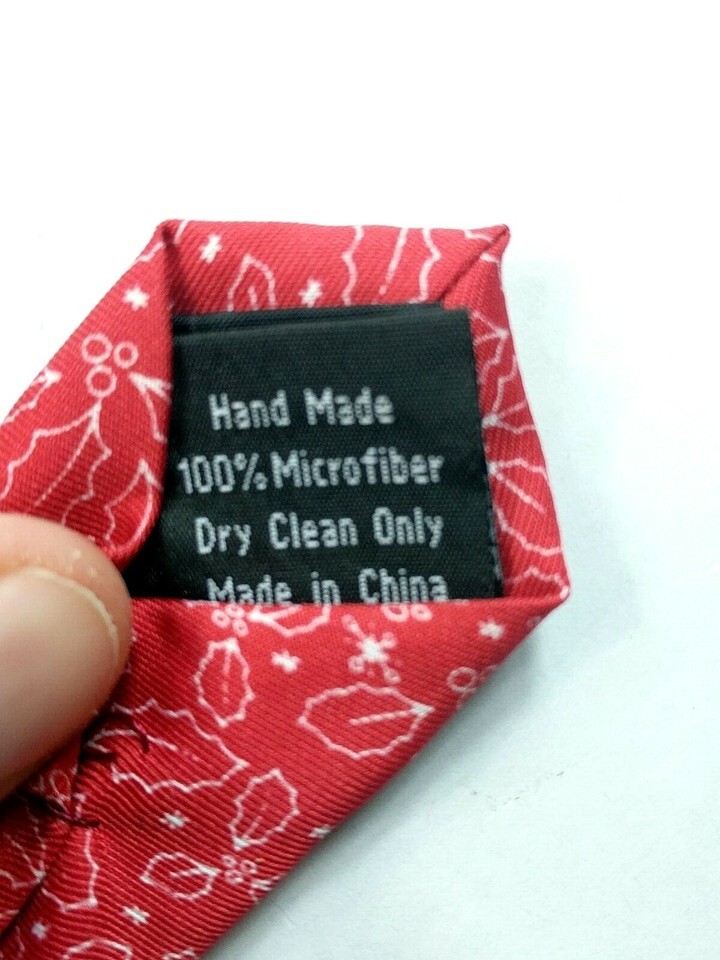 Hand Made
100% Microfiber
Dry Clean Only
Made in China